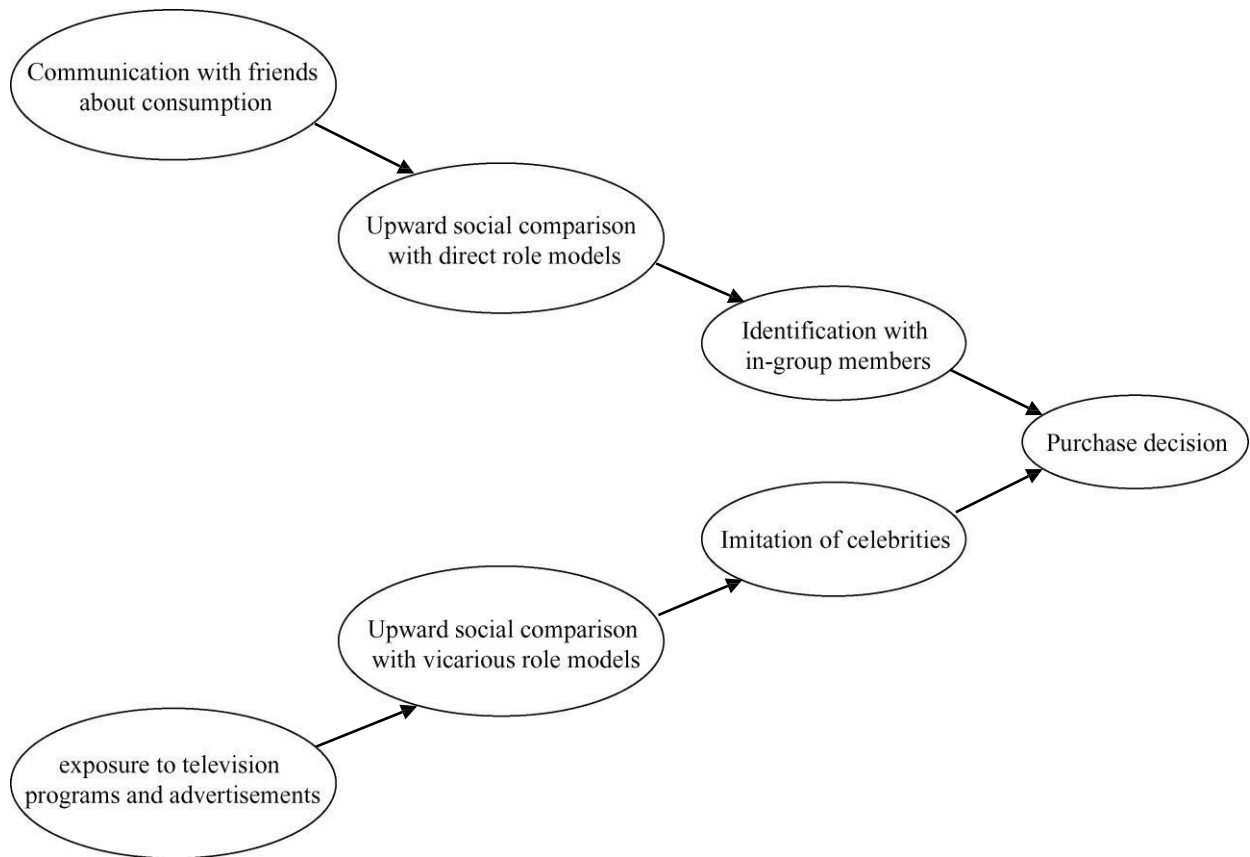 Communication with friends
about consumption
Upward social comparison
with direct role models
Identification with
in-group members
Purchase decision
Imitation of celebrities
Upward social comparison
with vicarious role models
exposure to television
programs and advertisements